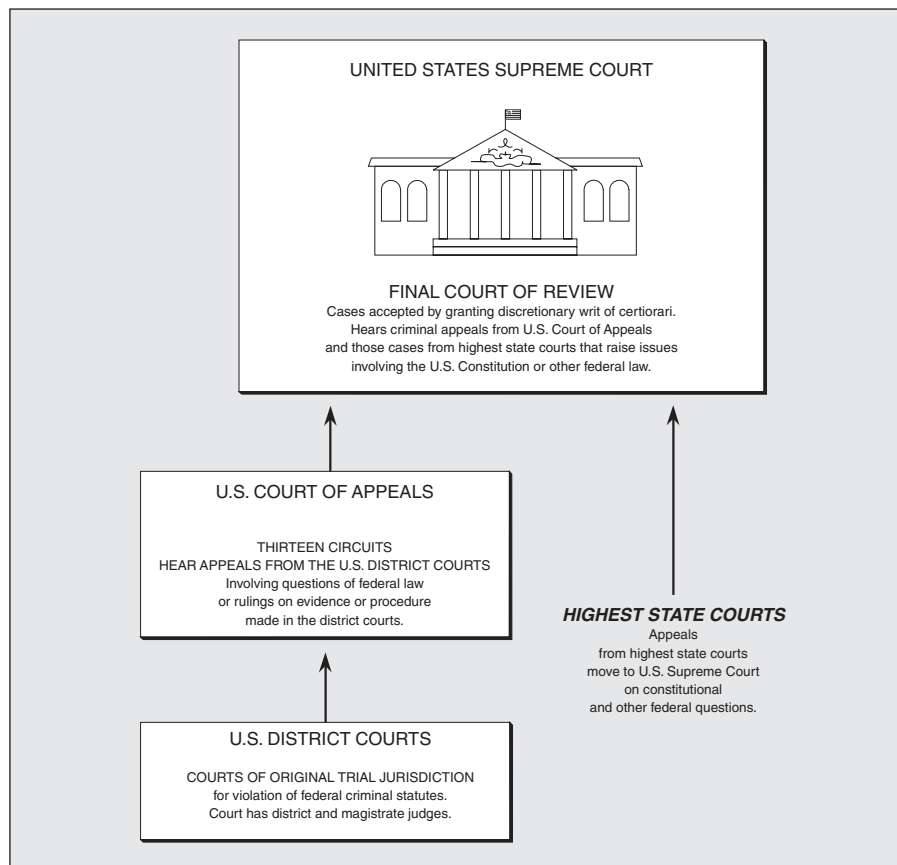 UNITED STATES SUPREME COURT
FINAL COURT OF REVIEW
Cases accepted by granting discretionary writ of certiorari.
Hears criminal appeals from U.S. Court of Appeals
and those cases from highest state courts that raise issues
involving the U.S. Constitution or other federal law.
U.S. COURT OF APPEALS
THIRTEEN CIRCUITS
HEAR APPEALS FROM THE U.S. DISTRICT COURTS
Involving questions of federal law
or rulings on evidence or procedure
made in the district courts.
HIGHEST STATE COURTS
Appeals
from highest state courts
move to U.S. Supreme Court
on constitutional
and other federal questions.
U.S. DISTRICT COURTS
COURTS OF ORIGINAL TRIAL JURISDICTION
for violation of federal criminal statutes.
Court has district and magistrate judges.